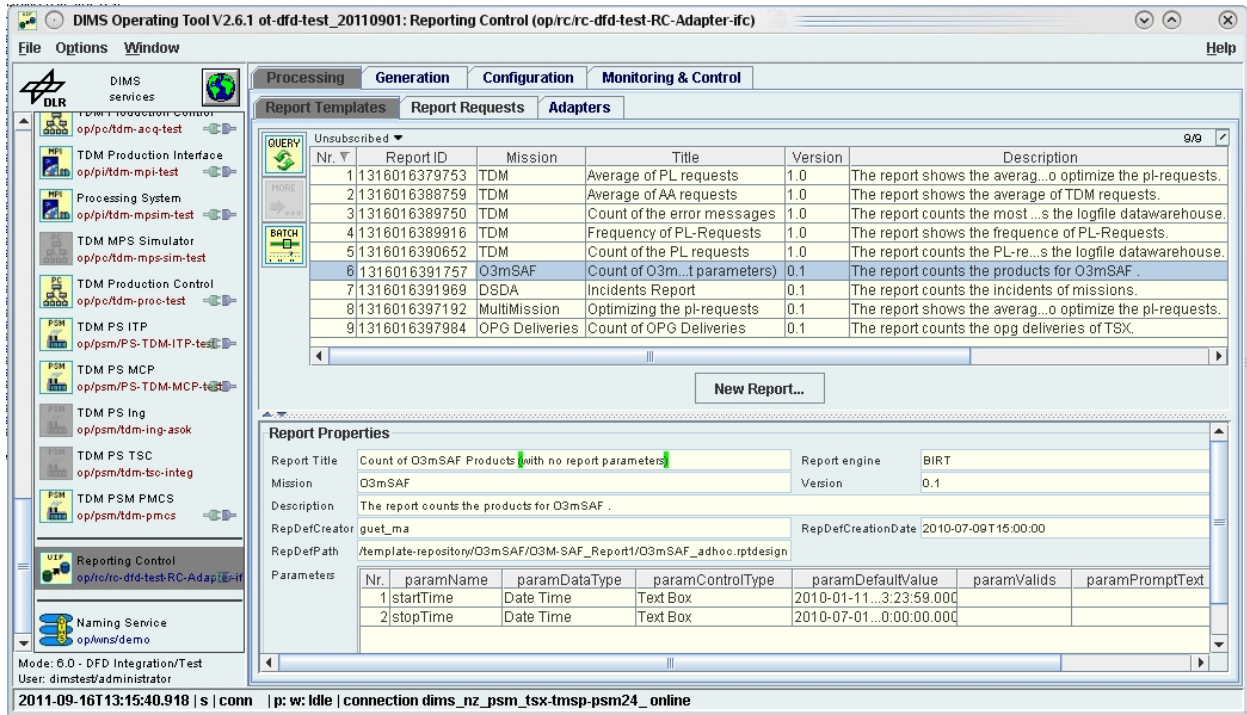 DIMS Operating Tool V2.6.1 ot-dfd-test_20110901: Reporting Control (op/rc/rc-dfd-test-RC-Adapter-ifc)
File Options Window Help
DLR
DIMS
services
op/pc/tdm-acq-test
MPI TDM Production Interface
op/pi/tdm-mpi-test
MPI Processing System
op/pi/tdm-mpsim-test
PC TDM MPS Simulator
op/pc/tdm-mps-sim-test
PC TDM Production Control
op/pc/tdm-proc-test
PSM TDM PS ITP
op/psm/PS-TDM-ITP-test
PSM TDM PS MCP
op/psm/PS-TDM-MCP-test
PSM TDM PS Ing
op/psm/tdm-ing-asok
PSM TDM PS TSC
op/psm/tdm-tsc-integ
PSM TDM PSM PMCS
op/psm/tdm-pmcs
UIF Reporting Control
op/rc/rc-dfd-test-RC-Adapter-if
Naming Service
op/wns/demo
Mode: 6.0 - DFD Integration/Test
User: dimstest/administrator
Processing Generation Configuration Monitoring & Control
Report Templates Report Requests Adapters
QUERY
MORE
BATCH
Unsubscribed 9/9
Nr. Report ID Mission Title Version Description
1 1316016379753 TDM Average of PL requests 1.0 The report shows the averag...o optimize the pl-requests.
2 1316016388759 TDM Average of AA requests 1.0 The report shows the average of TDM requests.
3 1316016389750 TDM Count of the error messages 1.0 The report counts the most ...s the logfile datawarehouse.
4 1316016389916 TDM Frequency of PL-Requests 1.0 The report shows the frequence of PL-Requests.
5 1316016390652 TDM Count of the PL requests 1.0 The report counts the PL-re...s the logfile datawarehouse.
6 1316016391757 O3mSAF Count of O3m...t parameters) 0.1 The report counts the products for O3mSAF .
7 1316016391969 DSDA Incidents Report 0.1 The report counts the incidents of missions.
8 1316016397192 MultiMission Optimizing the pl-requests 0.1 The report shows the averag...o optimize the pl-requests.
9 1316016397984 OPG Deliveries Count of OPG Deliveries 0.1 The report counts the opg deliveries of TSX.
New Report...
Report Properties
Report Title Count of O3mSAF Products (with no report parameters) Report engine BIRT
Mission O3mSAF Version 0.1
Description The report counts the products for O3mSAF .
RepDefCreator guet_ma RepDefCreationDate 2010-07-09T15:00:00
RepDefPath /template-repository/O3mSAF/O3M-SAF_Report1/O3mSAF_adhoc.rptdesign
Parameters
Nr. paramName paramDataType paramControlType paramDefaultValue paramValids paramPromptText
1 startTime Date Time Text Box 2010-01-11...3:23:59.000
2 stopTime Date Time Text Box 2010-07-01...0:00:00.000
2011-09-16T13:15:40.918 | s | conn | p: w: Idle | connection dims_nz_psm_tsx-tmsp-psm24_ online